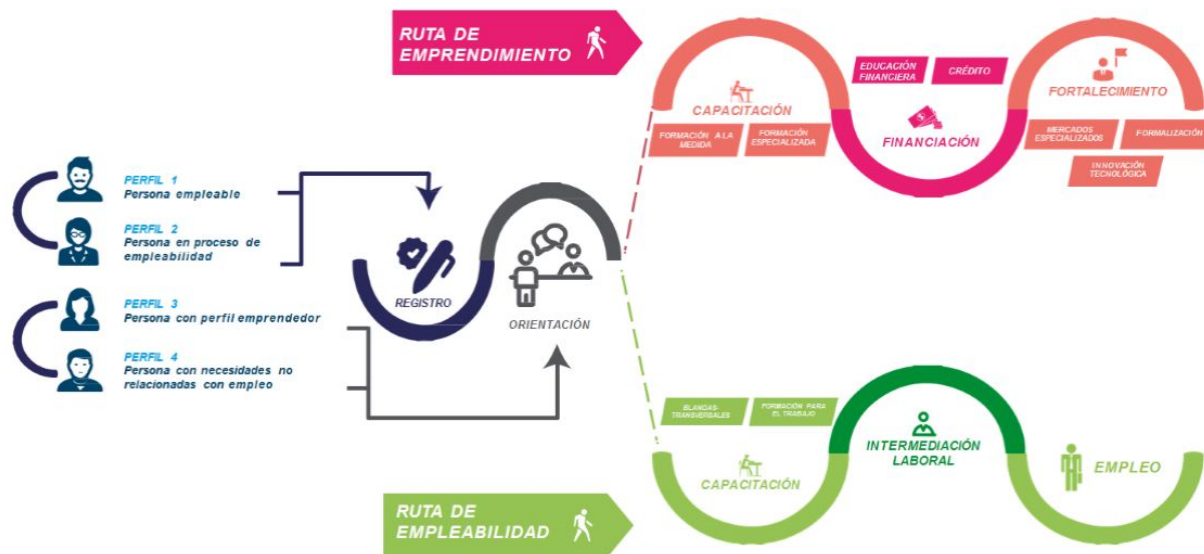 RUTA DE
EMPRENDIMIENTO
CAPACITACIÓN
FORMACIÓN A LA
MEDIDA
FORMACIÓN
ESPECIALIZADA
EDUCACIÓN
FINANCIERA
CRÉDITO
FINANCIACIÓN
FORTALECIMIENTO
MERCADOS
ESPECIALIZADOS
FORMALIZACIÓN
INNOVACIÓN
TECNOLÓGICA
PERFIL 1
Persona empleable
PERFIL 2
Persona en proceso de
empleabilidad
PERFIL 3
Persona con perfil emprendedor
PERFIL 4
Persona con necesidades no
relacionadas con empleo
REGISTRO
ORIENTACIÓN
BLANDAS-
TRANSVERSALES
FORMACIÓN PARA
EL TRABAJO
CAPACITACIÓN
INTERMEDIACIÓN
LABORAL
EMPLEO
RUTA DE
EMPLEABILIDAD